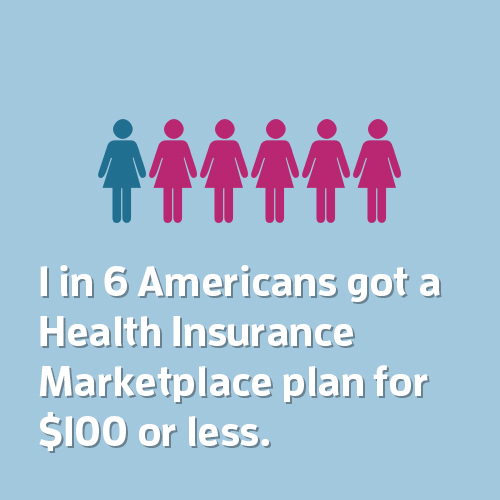 1 in 6 Americans got a
Health Insurance
Marketplace plan for
$100 or less.